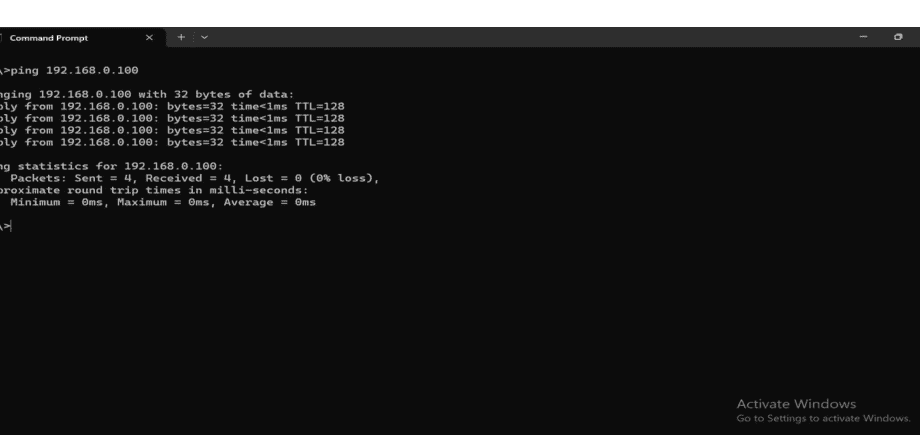 Command Prompt
\>ping 192.168.0.100
nging 192.168.0.100 with 32 bytes of data:
ply from 192.168.0.100: bytes=32 time<1ms TTL=128
ply from 192.168.0.100: bytes=32 time<1ms TTL=128
ply from 192.168.0.100: bytes=32 time<1ms TTL=128
ply from 192.168.0.100: bytes=32 time<1ms TTL=128
ng statistics for 192.168.0.100:
Packets: Sent = 4, Received = 4, Lost = 0 (0% loss),
proximate round trip times in milli-seconds:
Minimum = 0ms, Maximum = 0ms, Average = 0ms
\>
Activate Windows
Go to Settings to activate Windows.